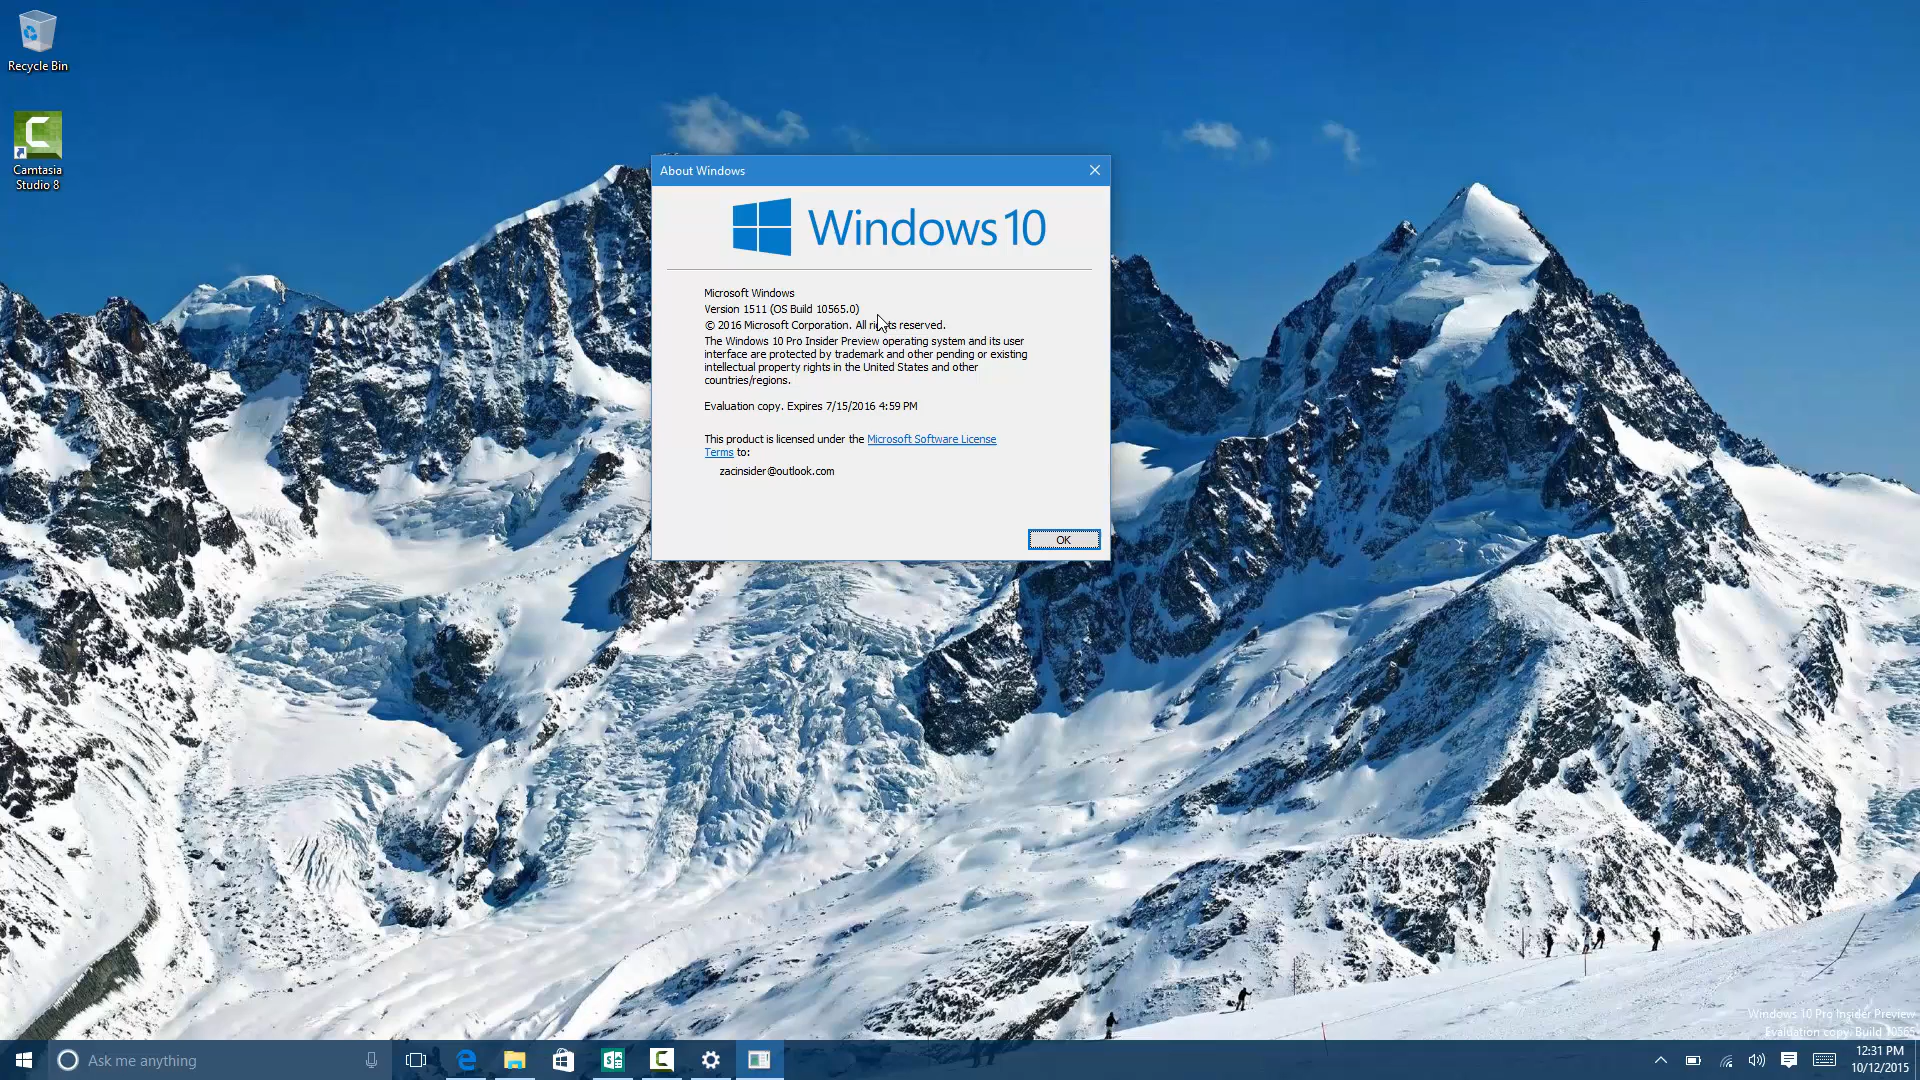 Recycle Bin
Camtasia
Studio 8
About Windows
Windows 10
Microsoft Windows
Version 1511 (OS Build 10565.0)
© 2016 Microsoft Corporation. All rights reserved.
The Windows 10 Pro Insider Preview operating system and its user
interface are protected by trademark and other pending or existing
intellectual property rights in the United States and other
countries/regions.
Evaluation copy. Expires 7/15/2016 4:59 PM
This product is licensed under the Microsoft Software License
Terms to:
zacinsider@outlook.com
OK
Windows 10 Pro Insider Preview
Evaluation copy. Build 10565
Ask me anything
12:31 PM
10/12/2015